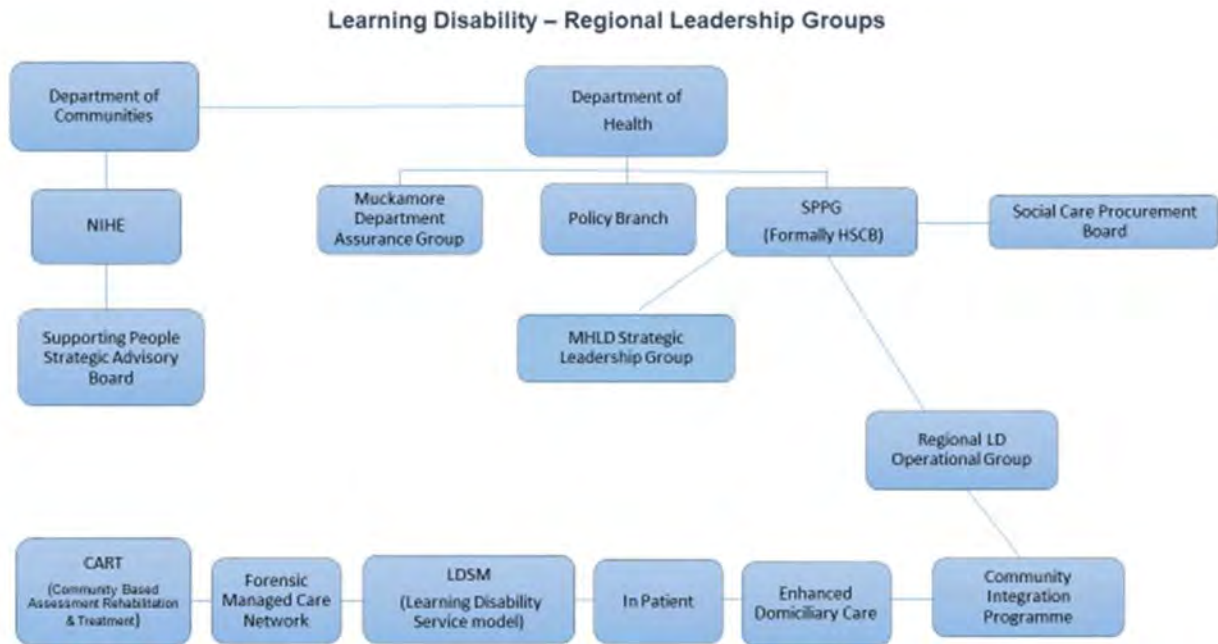 Learning Disability – Regional Leadership Groups
Department of
Communities
Department of
Health
NIHE
Muckamore
Department
Assurance Group
Policy Branch
SPPG
(Formally HSCB)
Social Care Procurement
Board
Supporting People
Strategic Advisory
Board
MHLD Strategic
Leadership Group
Regional LD
Operational Group
CART
(Community Based
Assessment Rehabilitation
& Treatment)
Forensic
Managed Care
Network
LDSM
(Learning Disability
Service model)
In Patient
Enhanced
Domiciliary Care
Community
Integration
Programme